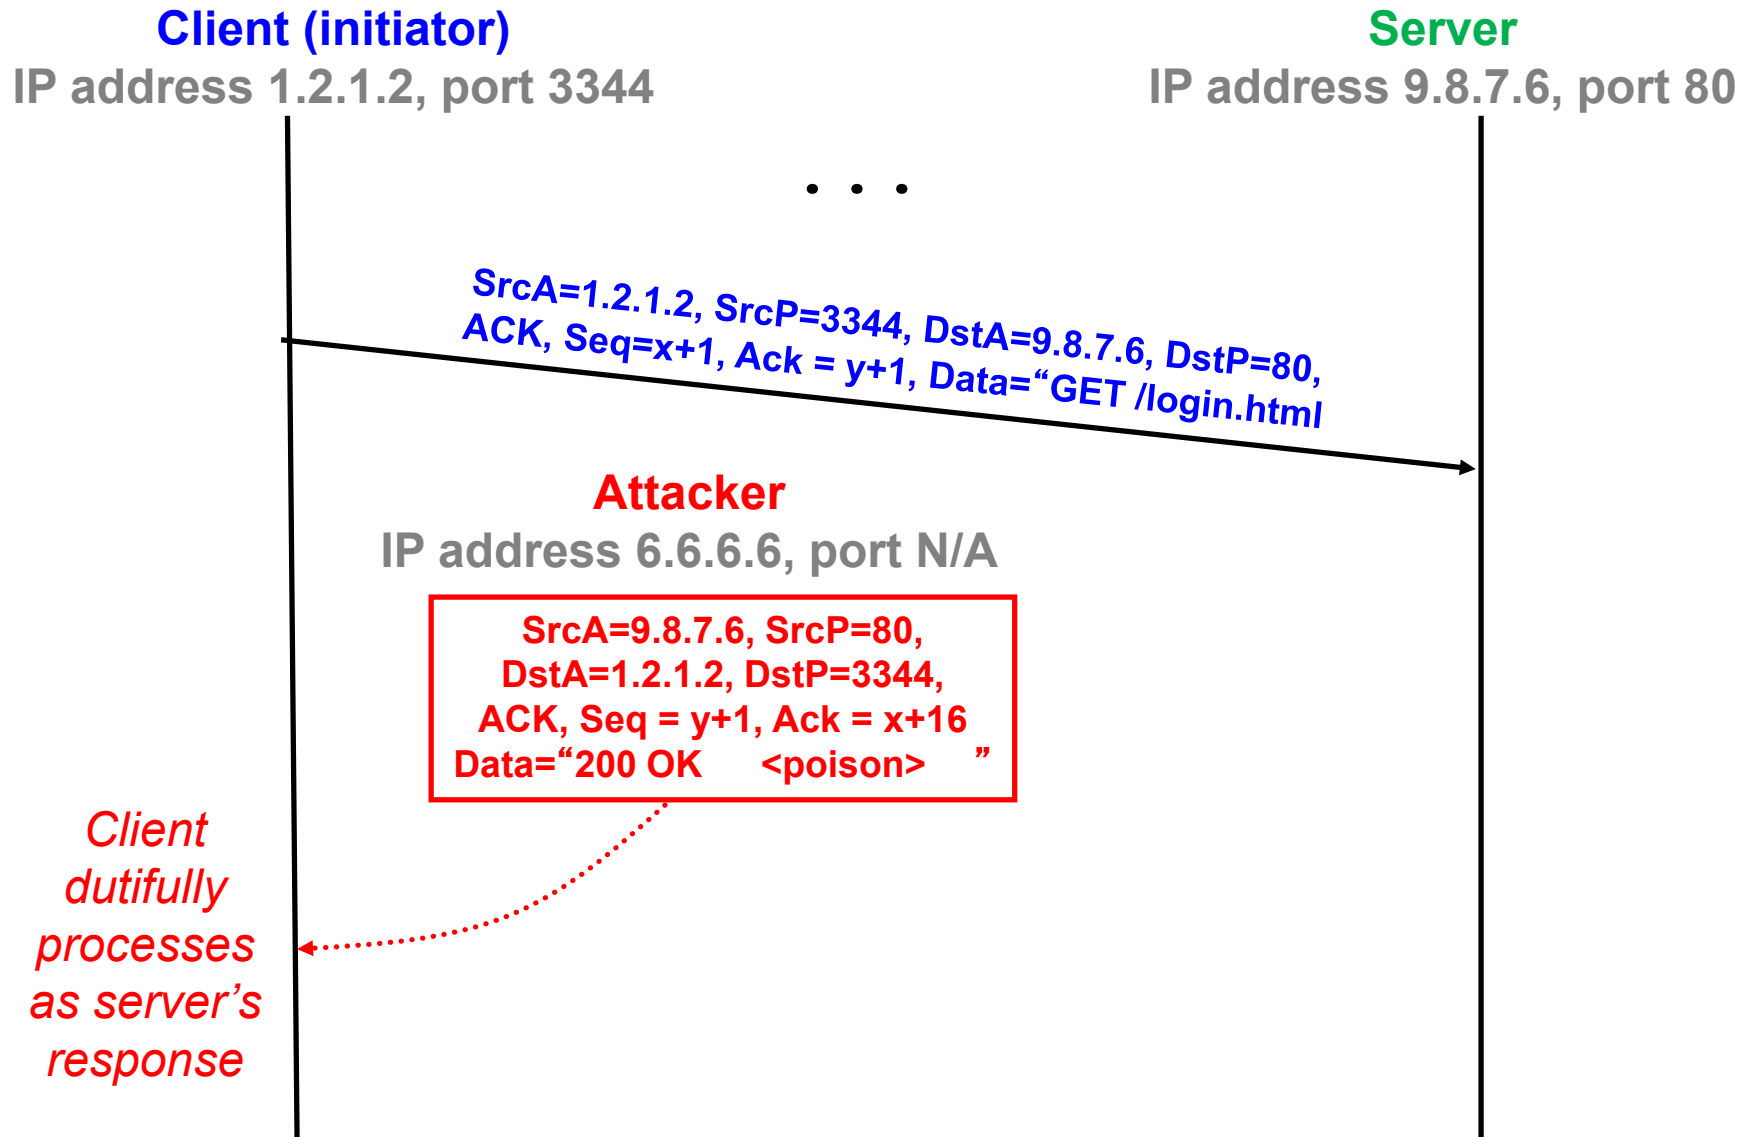 Client (initiator)
IP address 1.2.1.2, port 3344
Server
IP address 9.8.7.6, port 80
. . .
SrcA=1.2.1.2, SrcP=3344, DstA=9.8.7.6, DstP=80,
ACK, Seq=x+1, Ack = y+1, Data=“GET /login.html
Attacker
IP address 6.6.6.6, port N/A
SrcA=9.8.7.6, SrcP=80,
DstA=1.2.1.2, DstP=3344,
ACK, Seq = y+1, Ack = x+16
Data=“200 OK <poison> ”
Client
dutifully
processes
as server’s
response